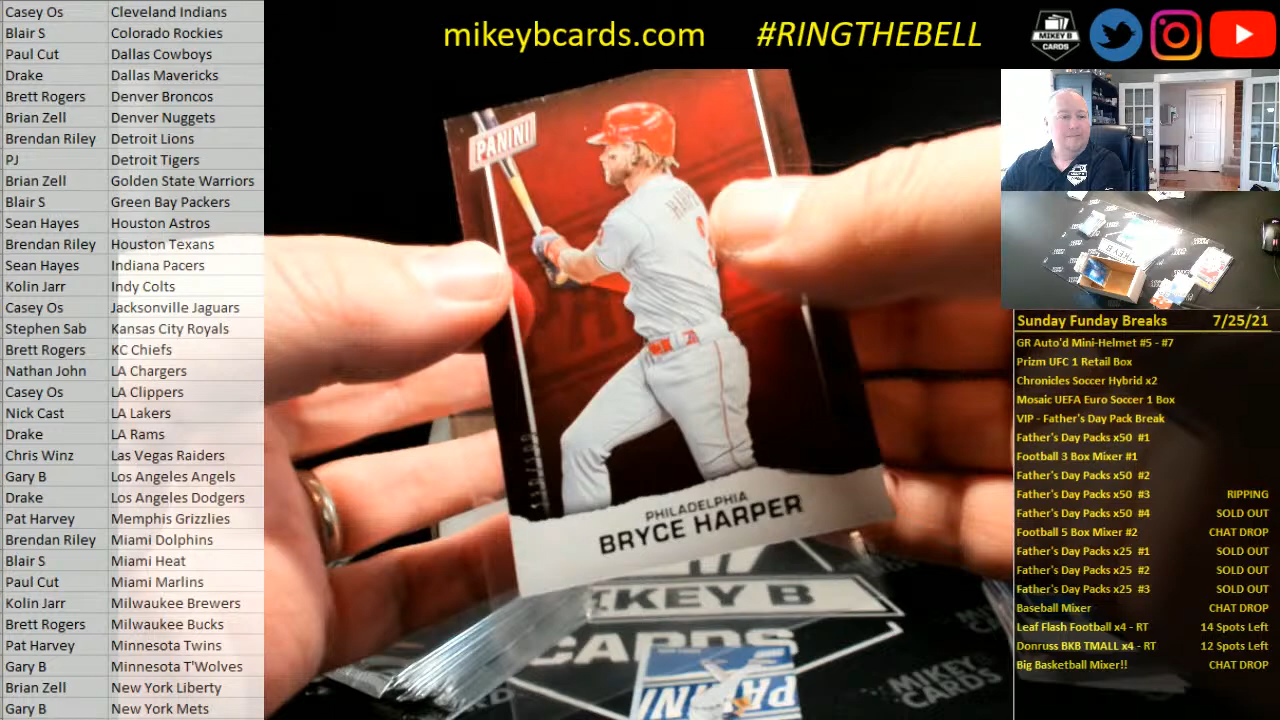 Casey Os Cleveland Indians
Blair S Colorado Rockies
Paul Cut Dallas Cowboys
Drake Dallas Mavericks
Brett Rogers Denver Broncos
Brian Zell Denver Nuggets
Brendan Riley Detroit Lions
PJ Detroit Tigers
Brian Zell Golden State Warriors
Blair S Green Bay Packers
Sean Hayes Houston Astros
Brendan Riley Houston Texans
Sean Hayes Indiana Pacers
Kolin Jarr Indy Colts
Casey Os Jacksonville Jaguars
Stephen Sab Kansas City Royals
Brett Rogers KC Chiefs
Nathan John LA Chargers
Casey Os LA Clippers
Nick Cast LA Lakers
Drake LA Rams
Chris Winz Las Vegas Raiders
Gary B Los Angeles Angels
Drake Los Angeles Dodgers
Pat Harvey Memphis Grizzlies
Brendan Riley Miami Dolphins
Blair S Miami Heat
Paul Cut Miami Marlins
Kolin Jarr Milwaukee Brewers
Brett Rogers Milwaukee Bucks
Pat Harvey Minnesota Twins
Gary B Minnesota T'Wolves
Brian Zell New York Liberty
Gary B New York Mets
mikeybcards.com #RINGTHEBELL
MIKEY B
CARDS
PANINI
HARPER
PHILADELPHIA
BRYCE HARPER
MIKEY B
CARDS
PANINI
MIKEY
CARDS
Sunday Funday Breaks 7/25/21
GR Auto'd Mini-Helmet #5 - #7
Prizm UFC 1 Retail Box
Chronicles Soccer Hybrid x2
Mosaic UEFA Euro Soccer 1 Box
VIP - Father's Day Pack Break
Father's Day Packs x50 #1
Football 3 Box Mixer #1
Father's Day Packs x50 #2
Father's Day Packs x50 #3 RIPPING
Father's Day Packs x50 #4 SOLD OUT
Football 5 Box Mixer #2 CHAT DROP
Father's Day Packs x25 #1 SOLD OUT
Father's Day Packs x25 #2 SOLD OUT
Father's Day Packs x25 #3 SOLD OUT
Baseball Mixer CHAT DROP
Leaf Flash Football x4 - RT 14 Spots Left
Donruss BKB TMALL x4 - RT 12 Spots Left
Big Basketball Mixer!! CHAT DROP